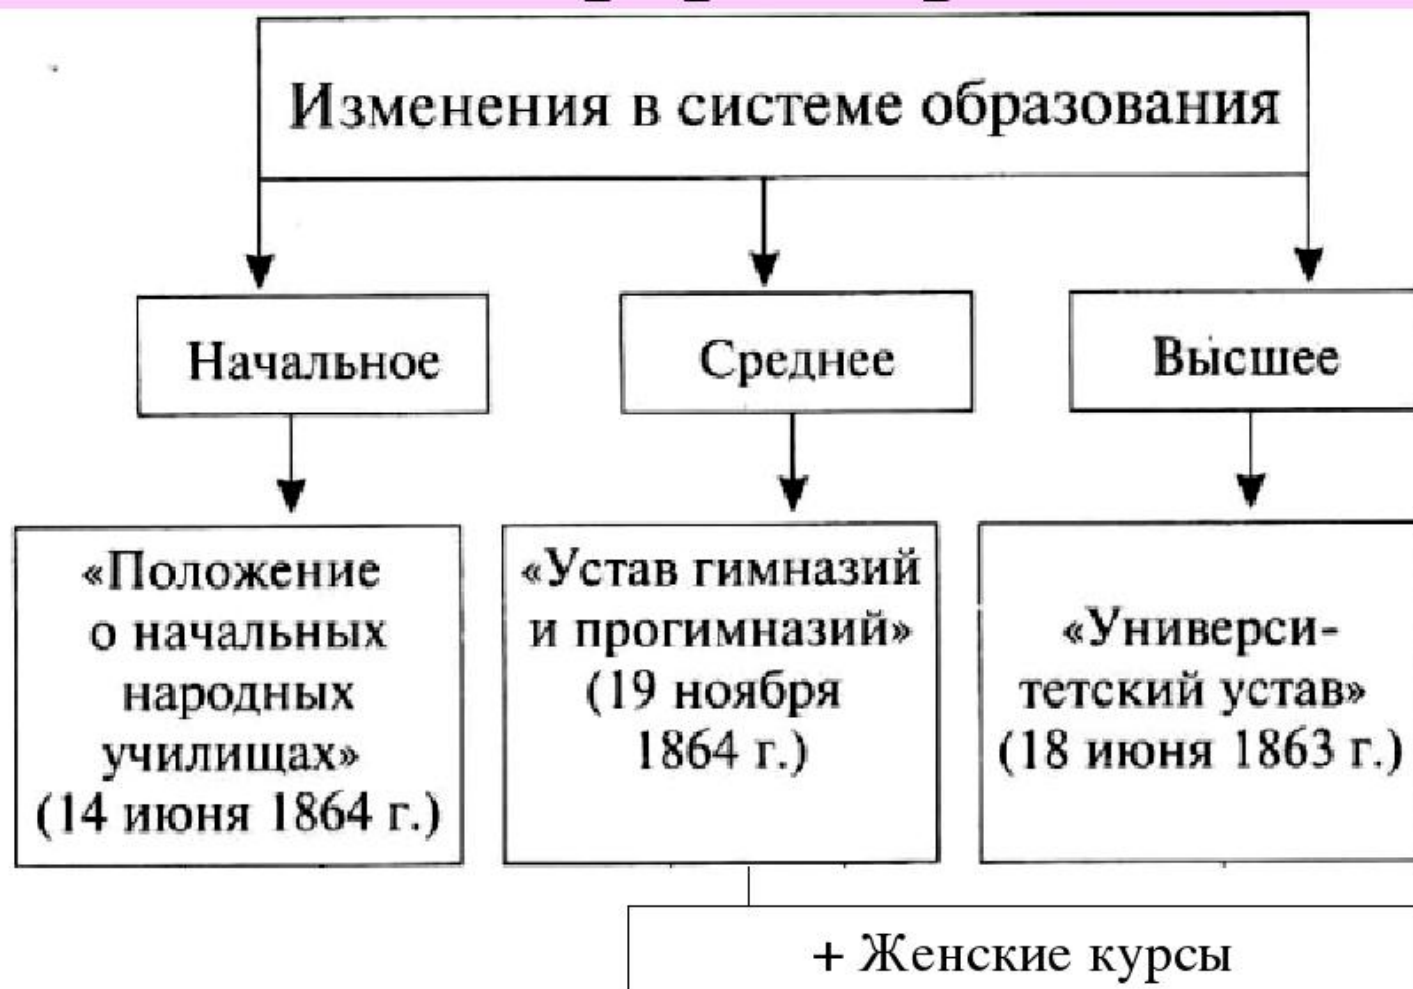 Изменения в системе образования
Начальное
Среднее
Высшее
«Положение
о начальных
народных
училищах»
(14 июня 1864 г.)
«Устав гимназий
и прогимназий»
(19 ноября
1864 г.)
«Универси-
тетский устав»
(18 июня 1863 г.)
+ Женские курсы